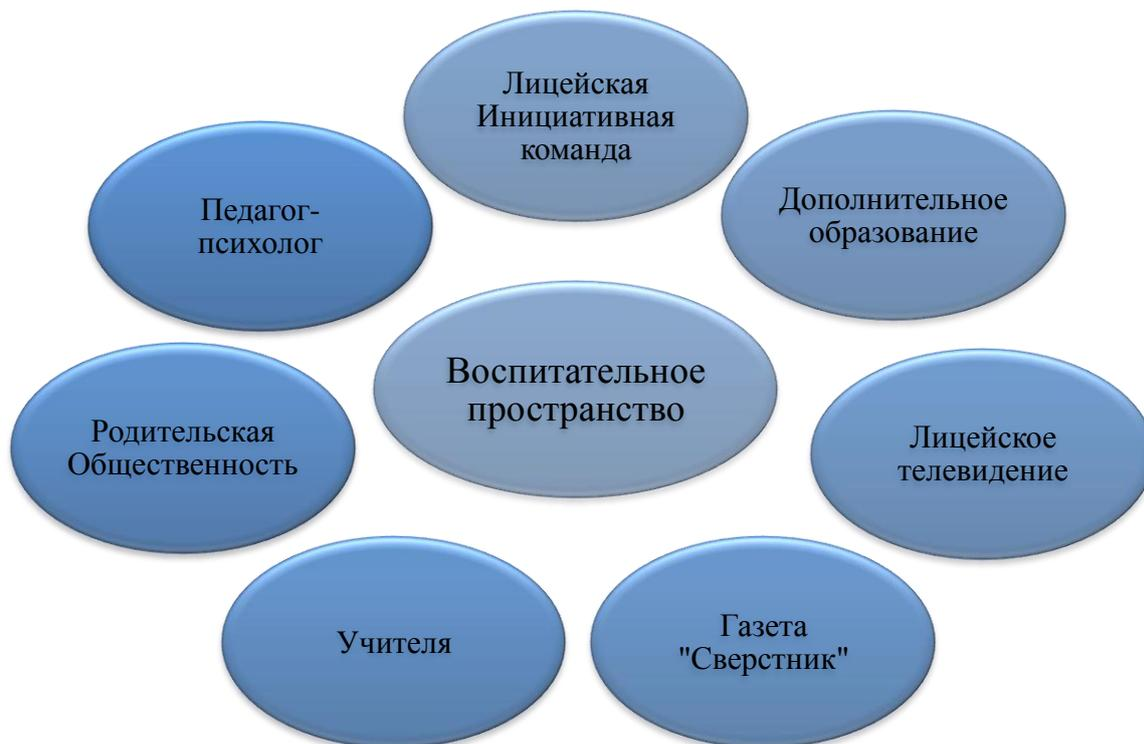 Лицейская
Инициативная
команда
Дополнительное
образование
Педагог-
психолог
Воспитательное
пространство
Родительская
Общественность
Лицейское
телевидение
Учителя
Газета
"Сверстник"